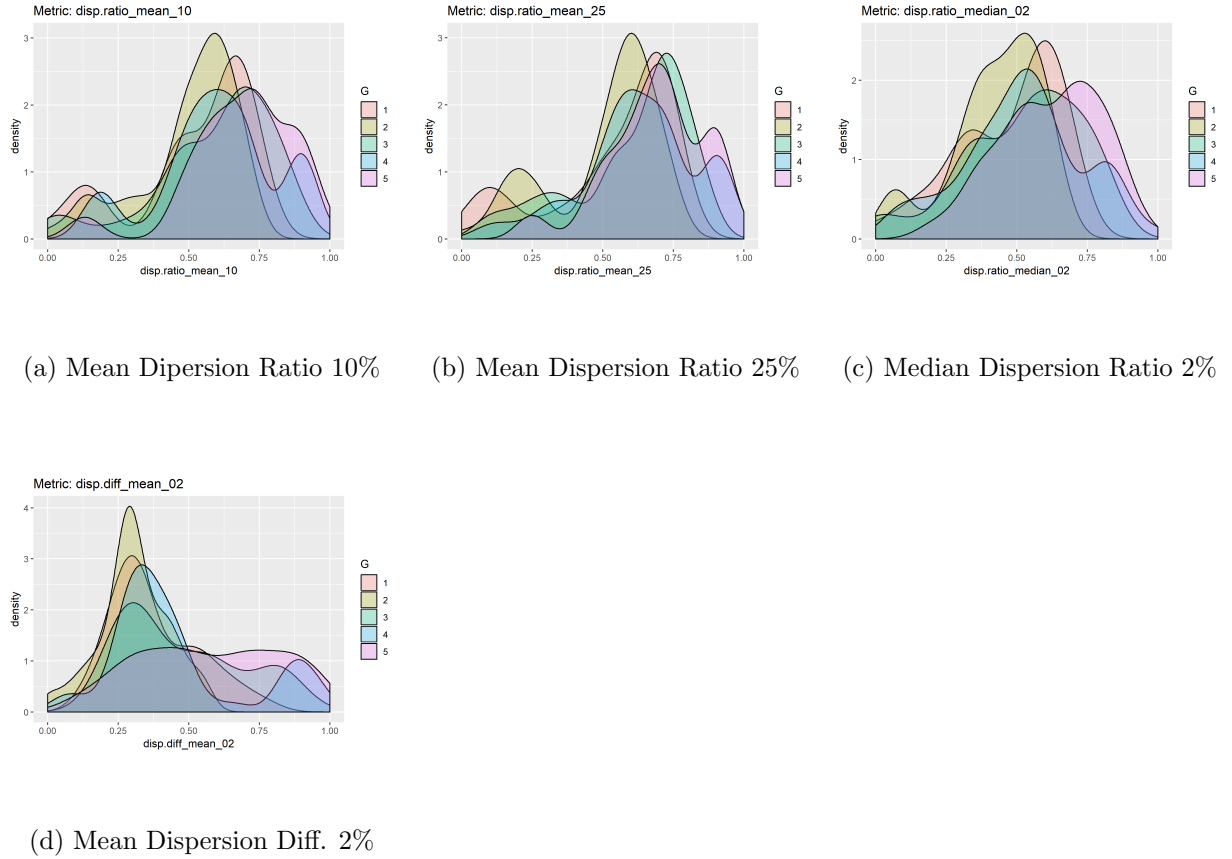 Metric: disp.ratio_mean_10
density
3
2
1
0
0.00 0.25 0.50 0.75 1.00
disp.ratio_mean_10
G
1
2
3
4
5
Metric: disp.ratio_mean_25
density
3
2
1
0
0.00 0.25 0.50 0.75 1.00
disp.ratio_mean_25
G
1
2
3
4
5
Metric: disp.ratio_median_02
density
2
1
0
0.00 0.25 0.50 0.75 1.00
disp.ratio_median_02
G
1
2
3
4
5
(a) Mean Dipersion Ratio 10%
(b) Mean Dispersion Ratio 25%
(c) Median Dispersion Ratio 2%
Metric: disp.diff_mean_02
density
4
3
2
1
0
0.00 0.25 0.50 0.75 1.00
disp.diff_mean_02
G
1
2
3
4
5
(d) Mean Dispersion Diff. 2%